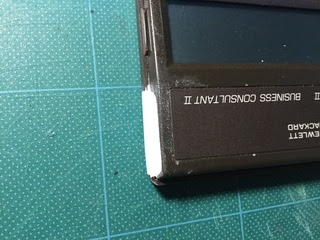 EWLETT
ACKARD
II BUSINESS CONSULTANT II